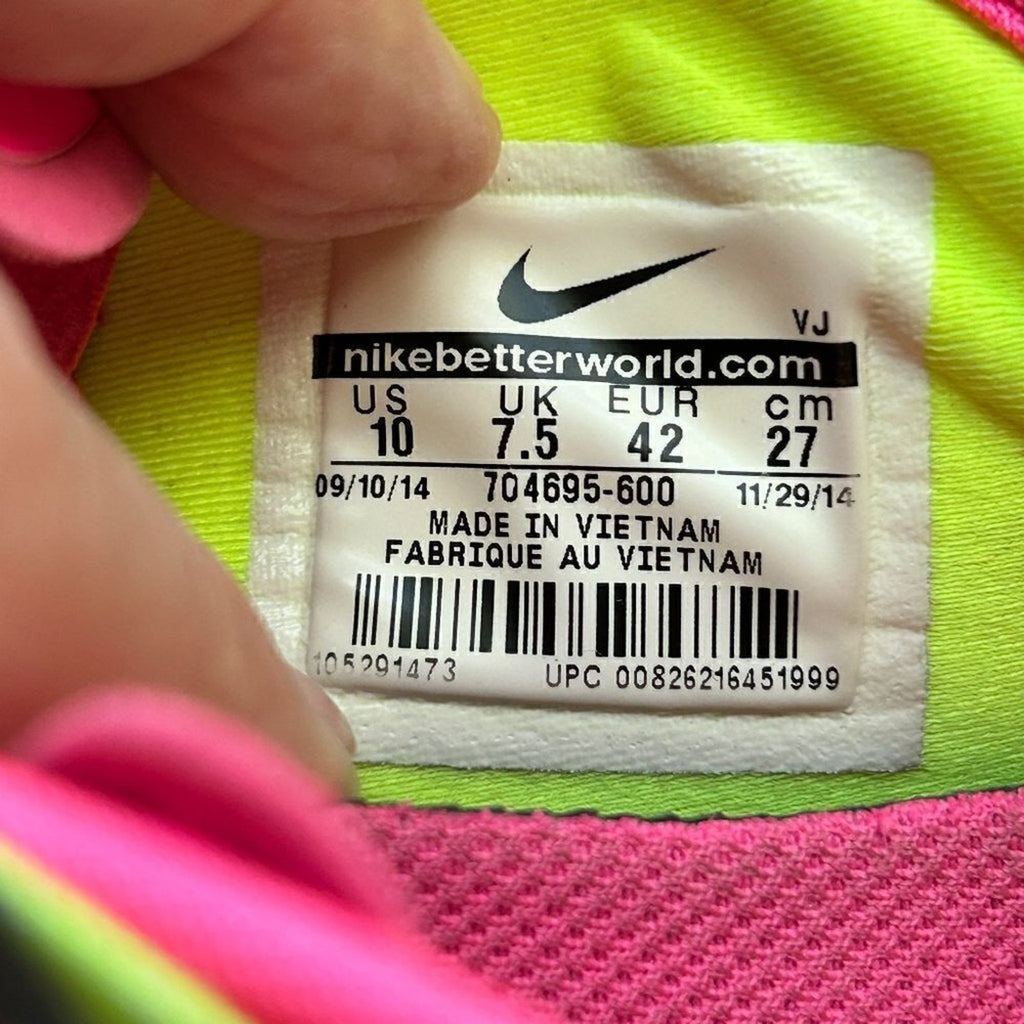 VJ
nikebetterworld.com
US UK EUR cm
10 7.5 42 27
09/10/14 704695-600 11/29/14
MADE IN VIETNAM
FABRIQUE AU VIETNAM
105291473 UPC 00826216451999